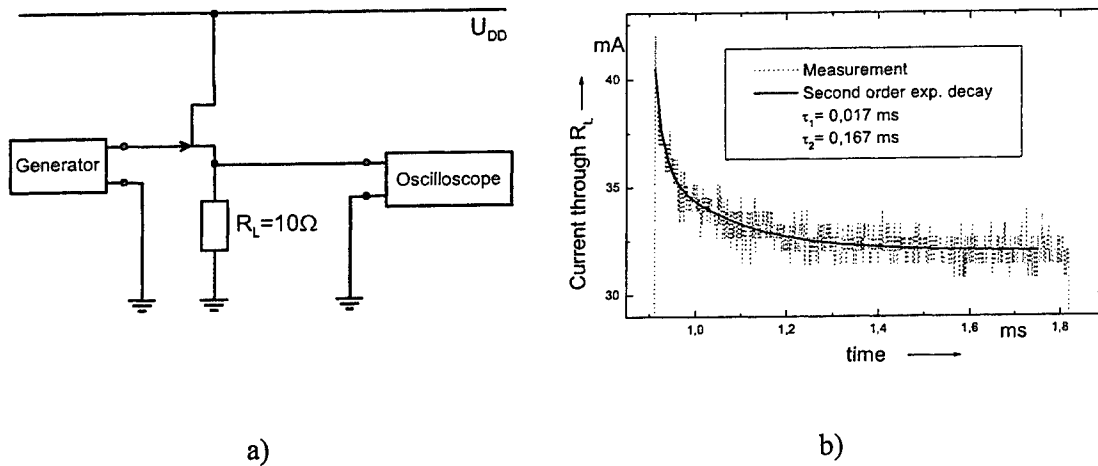 U_DD
Generator
Oscilloscope
R_L=10Ω
a)
mA
40
35
30
Current through R_L
Measurement
Second order exp. decay
τ₁= 0,017 ms
τ₂= 0,167 ms
1,0
1,2
1,4
1,6
ms
1,8
time
b)